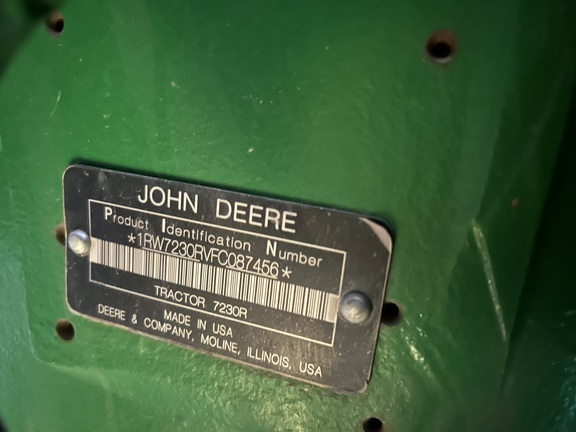 JOHN DEERE
Product Identification Number
*1RW7230RVFC087456*
TRACTOR 7230R
MADE IN USA
DEERE & COMPANY, MOLINE, ILLINOIS, USA